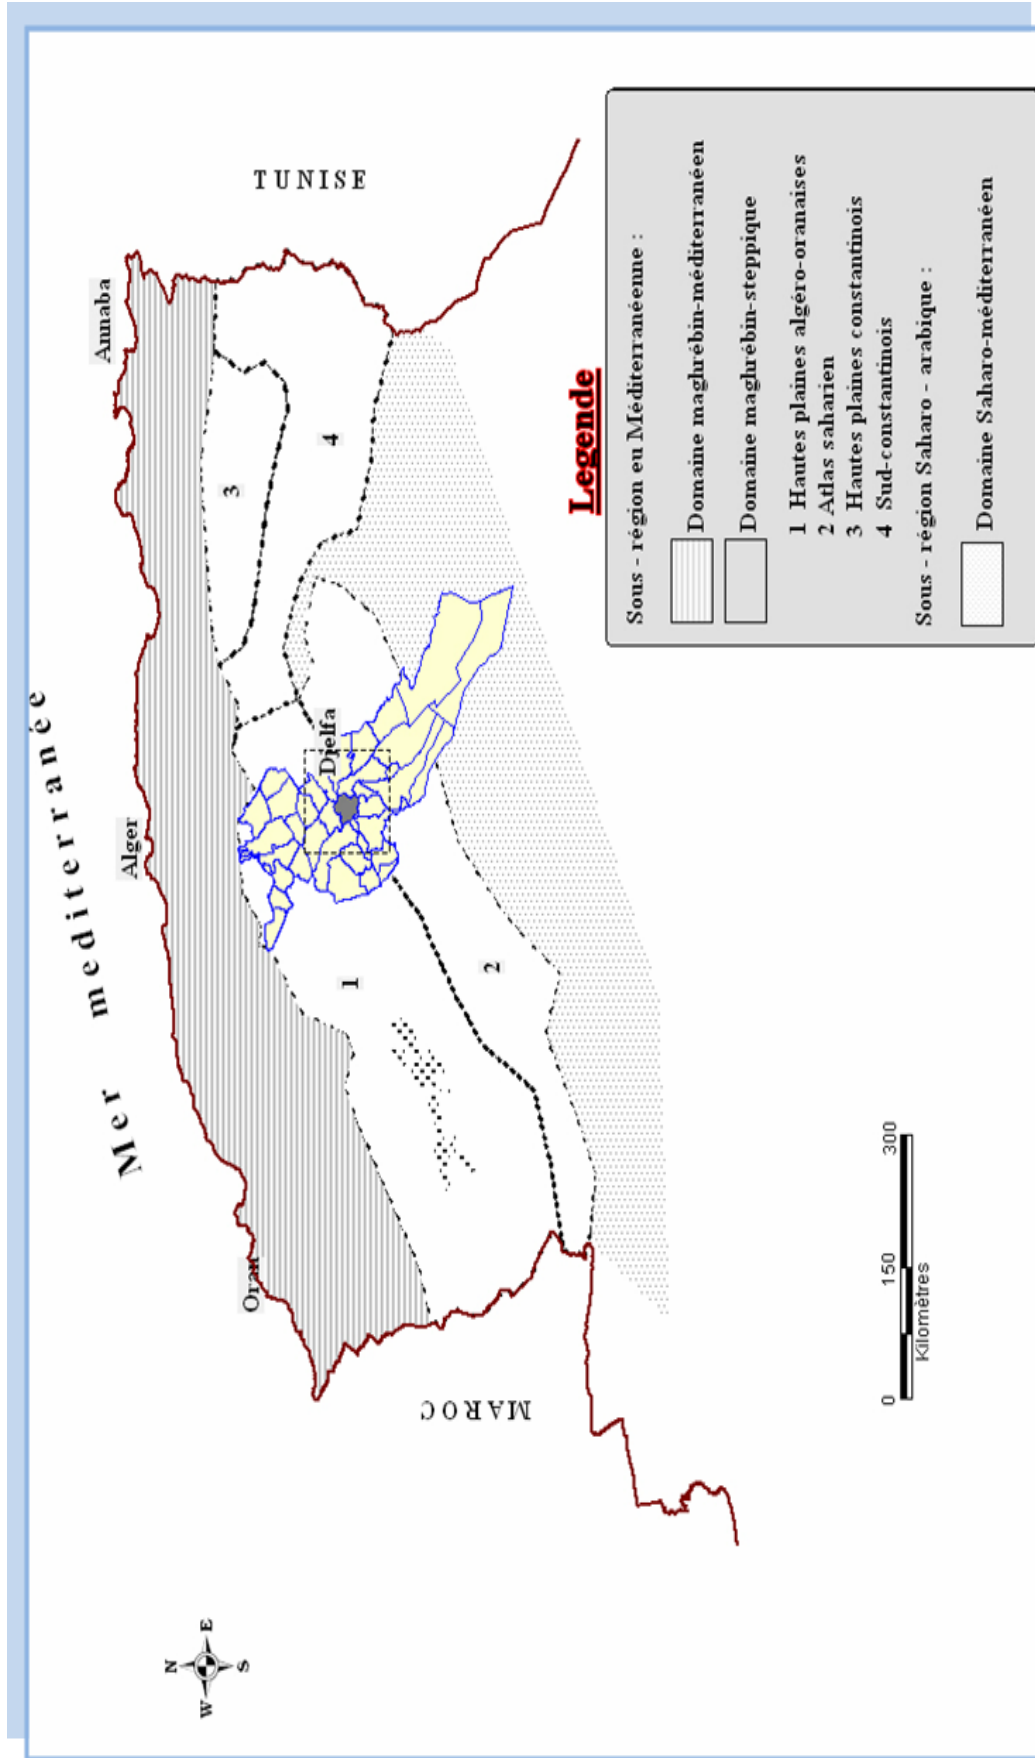 Mer mediterranée
Annaba
Alger
Oran
TUNISE
MAROC
Djelfa
1
2
3
4
N
W
E
S
0 150 300
Kilomètres
Legende
Sous - région eu Méditerranéenne :
Domaine maghrébin-méditerranéen
Domaine maghrébin-steppique
1 Hautes plaines algéro-oranaises
2 Atlas saharien
3 Hautes plaines constantinois
4 Sud-constantinois
Sous - région Saharo - arabique :
Domaine Saharo-méditerranéen